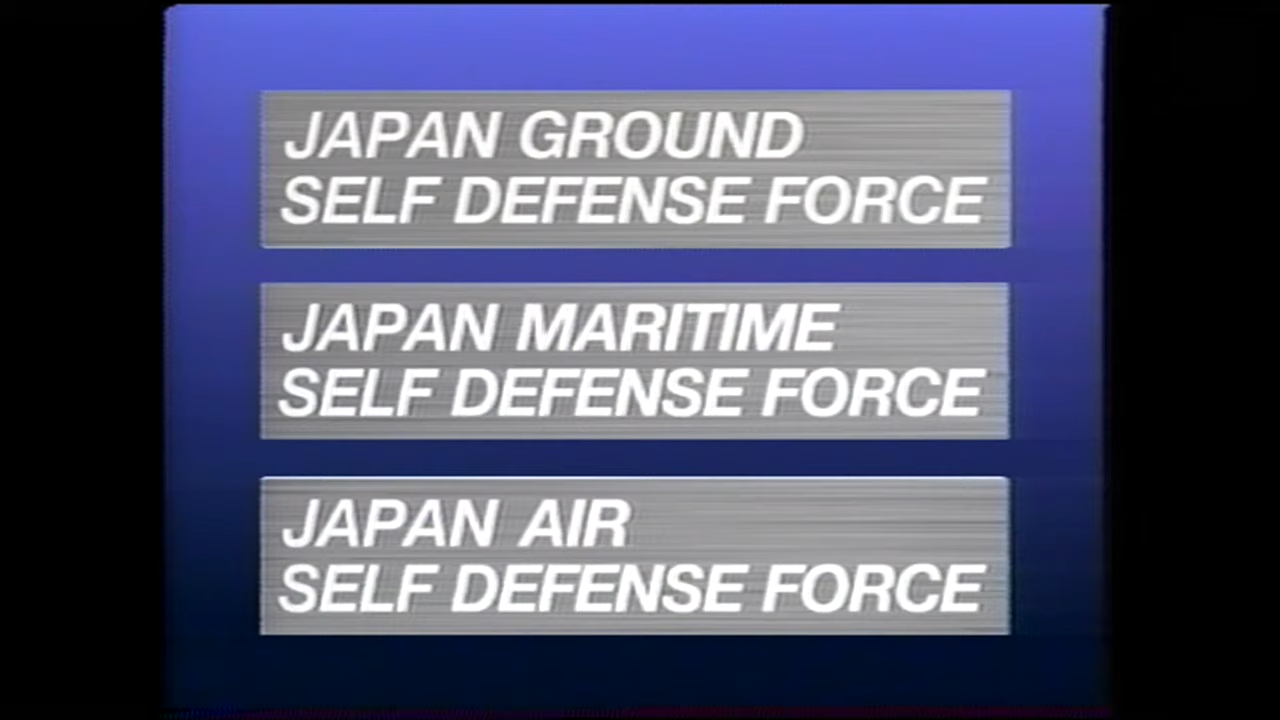 JAPAN GROUND
SELF DEFENSE FORCE
JAPAN MARITIME
SELF DEFENSE FORCE
JAPAN AIR
SELF DEFENSE FORCE